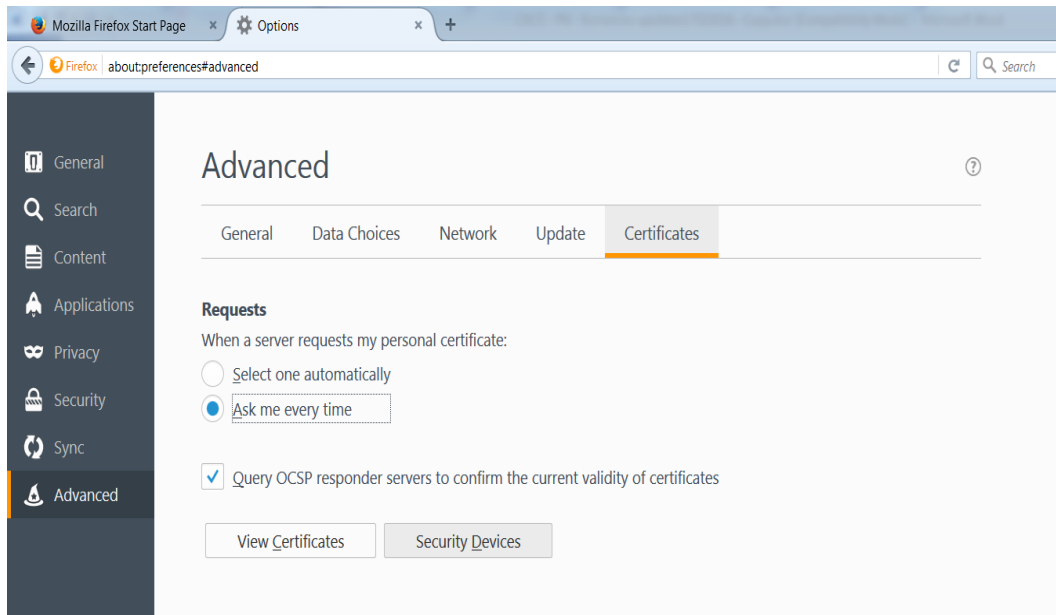 Mozilla Firefox Start Page × Options × +
Firefox about:preferences#advanced Search
General
Search
Content
Applications
Privacy
Security
Sync
Advanced
Advanced ?
General Data Choices Network Update Certificates
Requests
When a server requests my personal certificate:
Select one automatically
Ask me every time
Query OCSP responder servers to confirm the current validity of certificates
View Certificates Security Devices